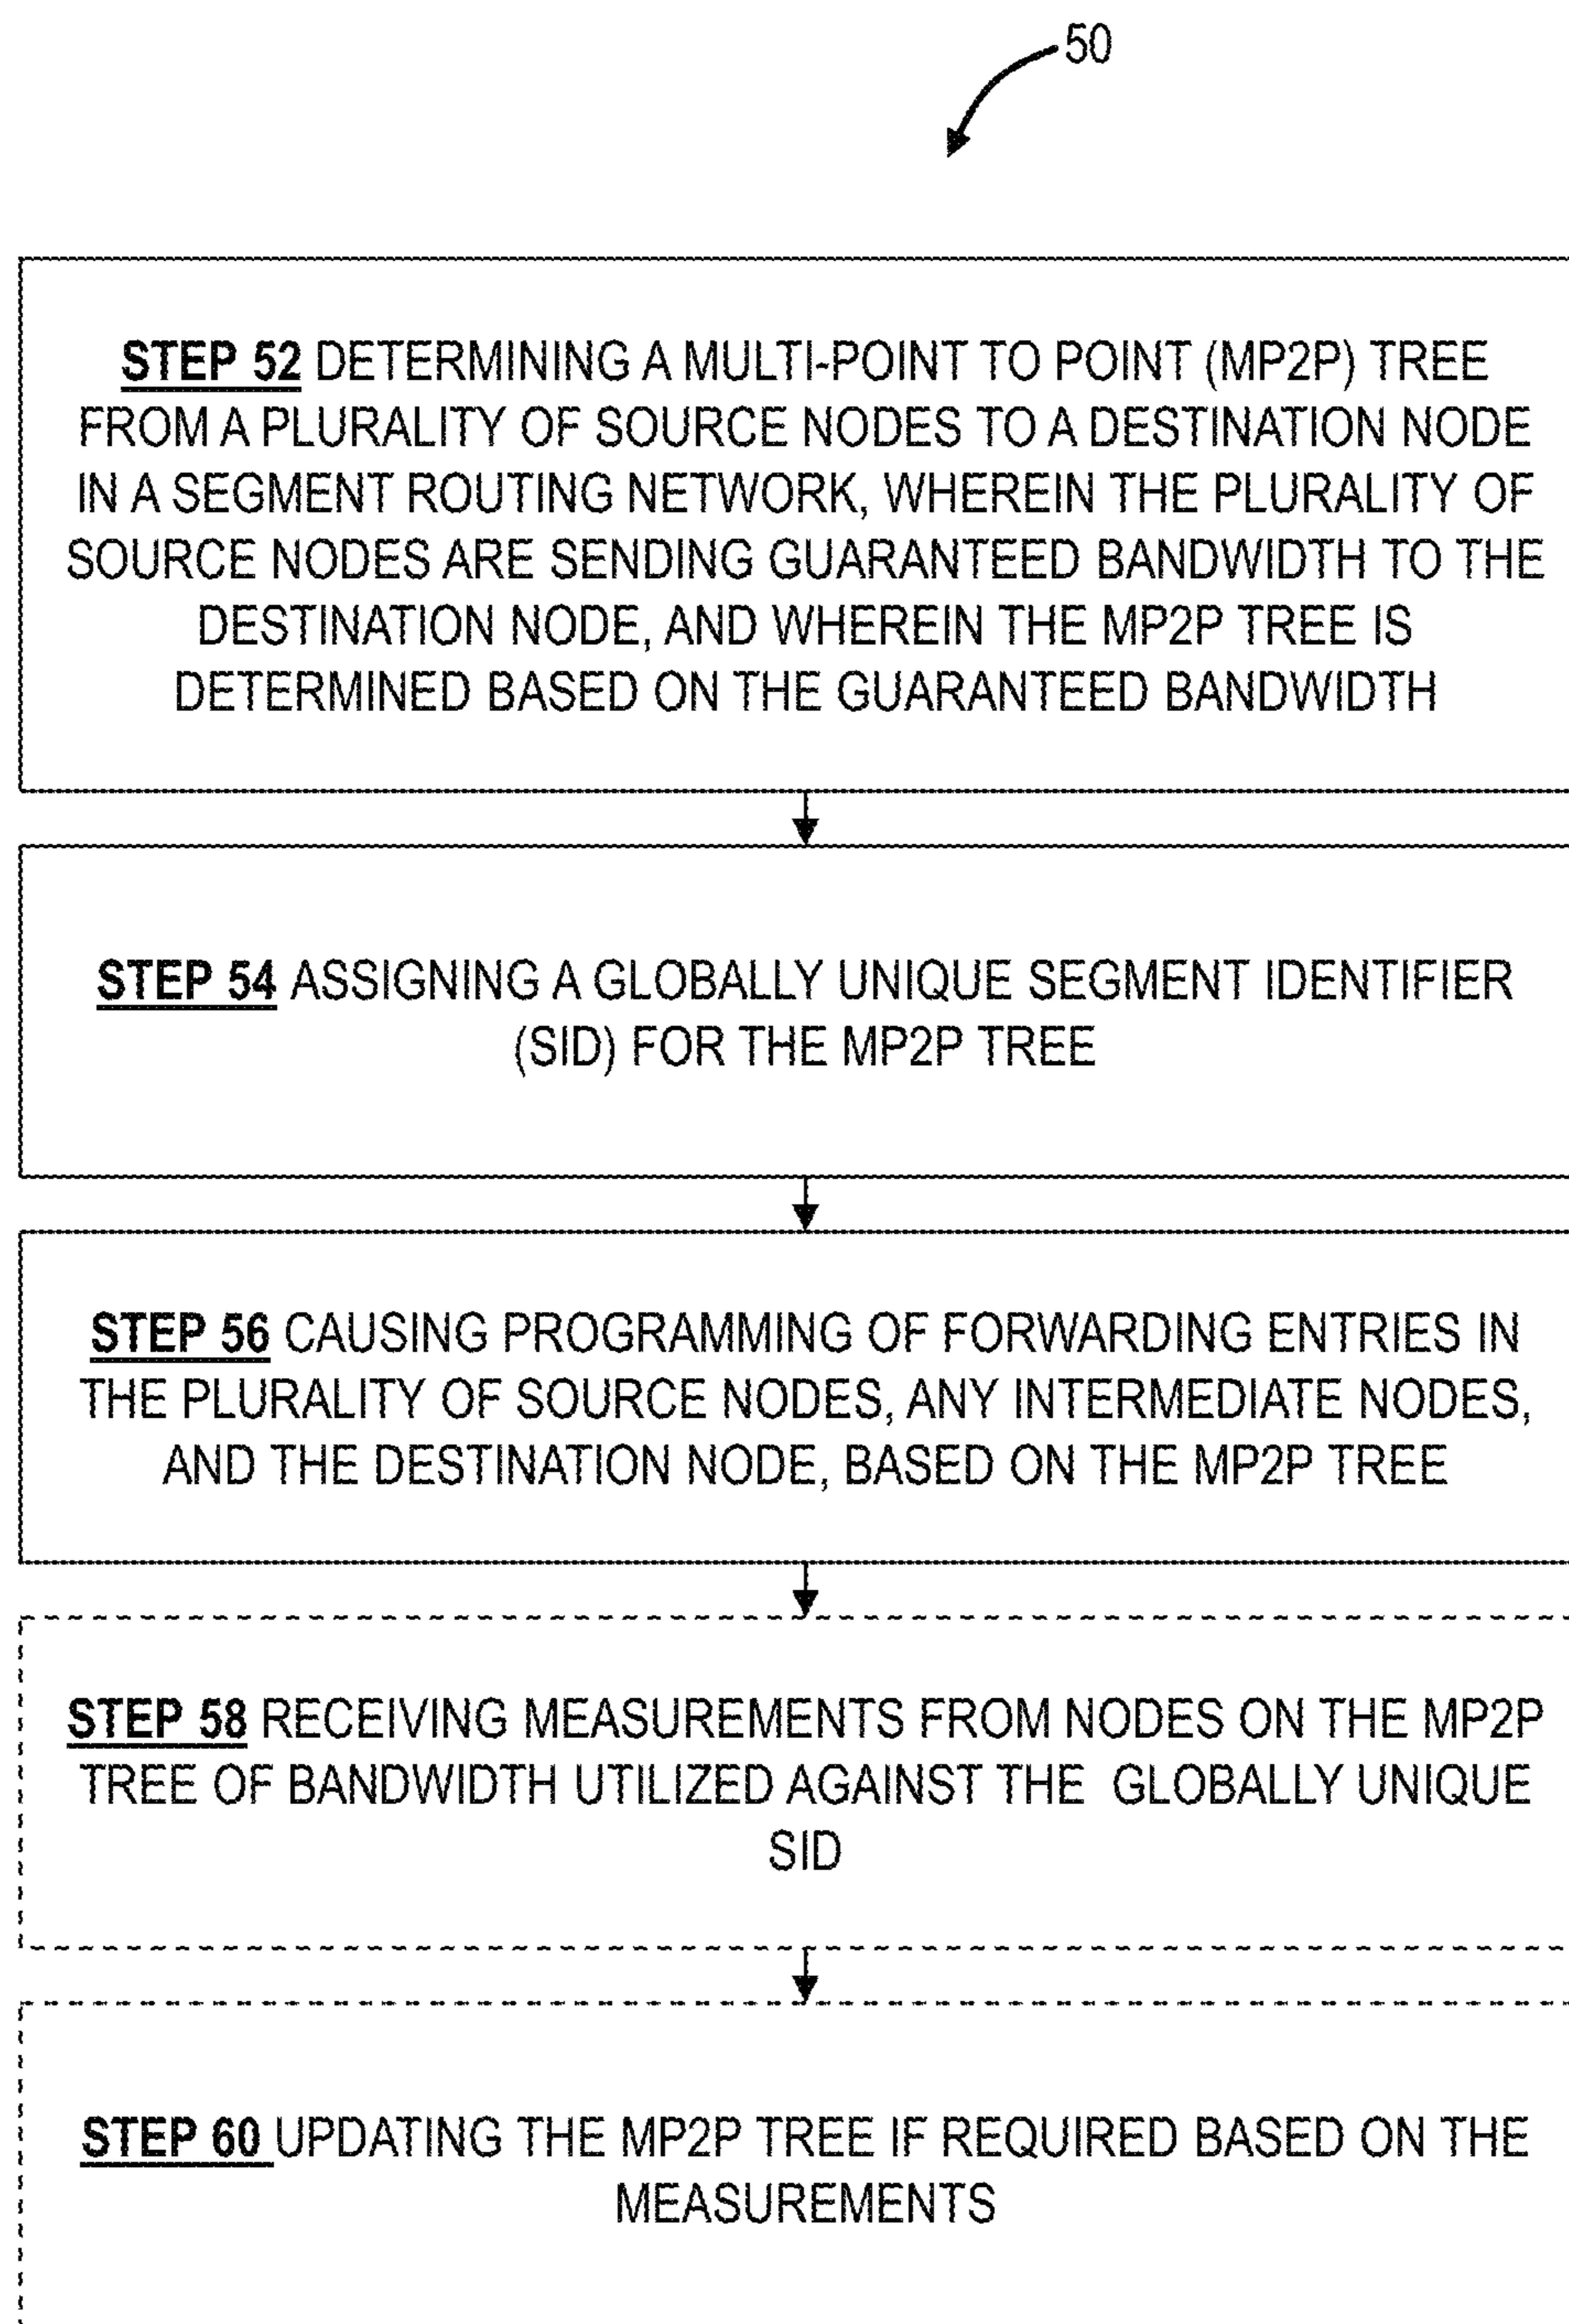 50
STEP 52 DETERMINING A MULTI-POINT TO POINT (MP2P) TREE
FROM A PLURALITY OF SOURCE NODES TO A DESTINATION NODE
IN A SEGMENT ROUTING NETWORK, WHEREIN THE PLURALITY OF
SOURCE NODES ARE SENDING GUARANTEED BANDWIDTH TO THE
DESTINATION NODE, AND WHEREIN THE MP2P TREE IS
DETERMINED BASED ON THE GUARANTEED BANDWIDTH
STEP 54 ASSIGNING A GLOBALLY UNIQUE SEGMENT IDENTIFIER
(SID) FOR THE MP2P TREE
STEP 56 CAUSING PROGRAMMING OF FORWARDING ENTRIES IN
THE PLURALITY OF SOURCE NODES, ANY INTERMEDIATE NODES,
AND THE DESTINATION NODE, BASED ON THE MP2P TREE
STEP 58 RECEIVING MEASUREMENTS FROM NODES ON THE MP2P
TREE OF BANDWIDTH UTILIZED AGAINST THE GLOBALLY UNIQUE
SID
STEP 60 UPDATING THE MP2P TREE IF REQUIRED BASED ON THE
MEASUREMENTS